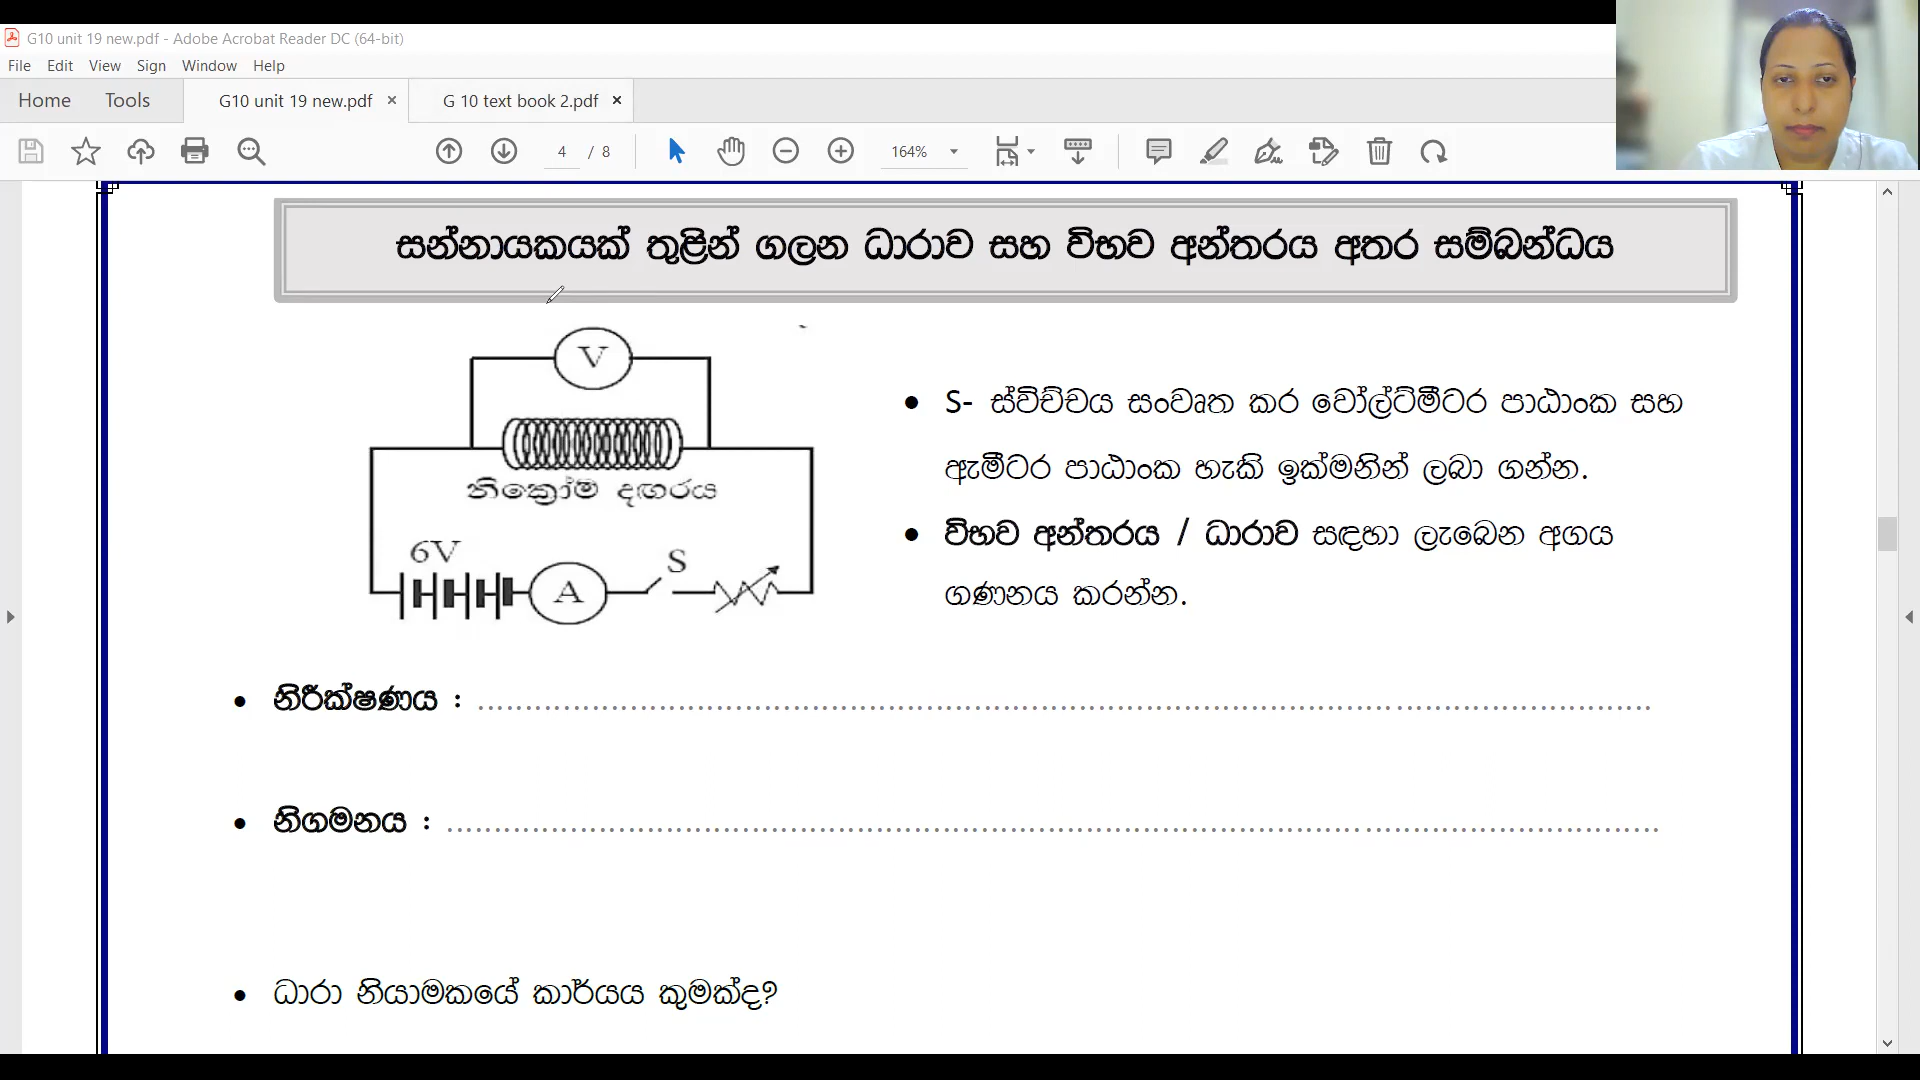 G10 unit 19 new.pdf - Adobe Acrobat Reader DC (64-bit)
File Edit View Sign Window Help
Home Tools G10 unit 19 new.pdf × G 10 text book 2.pdf ×
4 / 8 164%
සන්නායකයක් තුළින් ගලන ධාරාව සහ විභව අන්තරය අතර සම්බන්ධය
V
නික්‍රෝම දඟරය
6V
A
S
• S- ස්විච්චය සංවෘත කර වෝල්ට්මීටර පාඨාංක සහ
ඇමීටර පාඨාංක හැකි ඉක්මනින් ලබා ගන්න.
• විභව අන්තරය / ධාරාව සඳහා ලැබෙන අගය
ගණනය කරන්න.
• නිරීක්ෂණය : ........................................................................................................................
• නිගමනය : ............................................................................................................................
• ධාරා නියාමකයේ කාර්යය කුමක්ද?